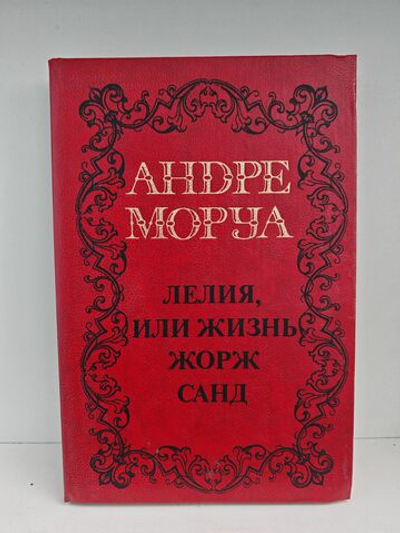 АНДРЕ
МОРУА
ЛЕЛИЯ,
ИЛИ ЖИЗНЬ
ЖОРЖ
САНД